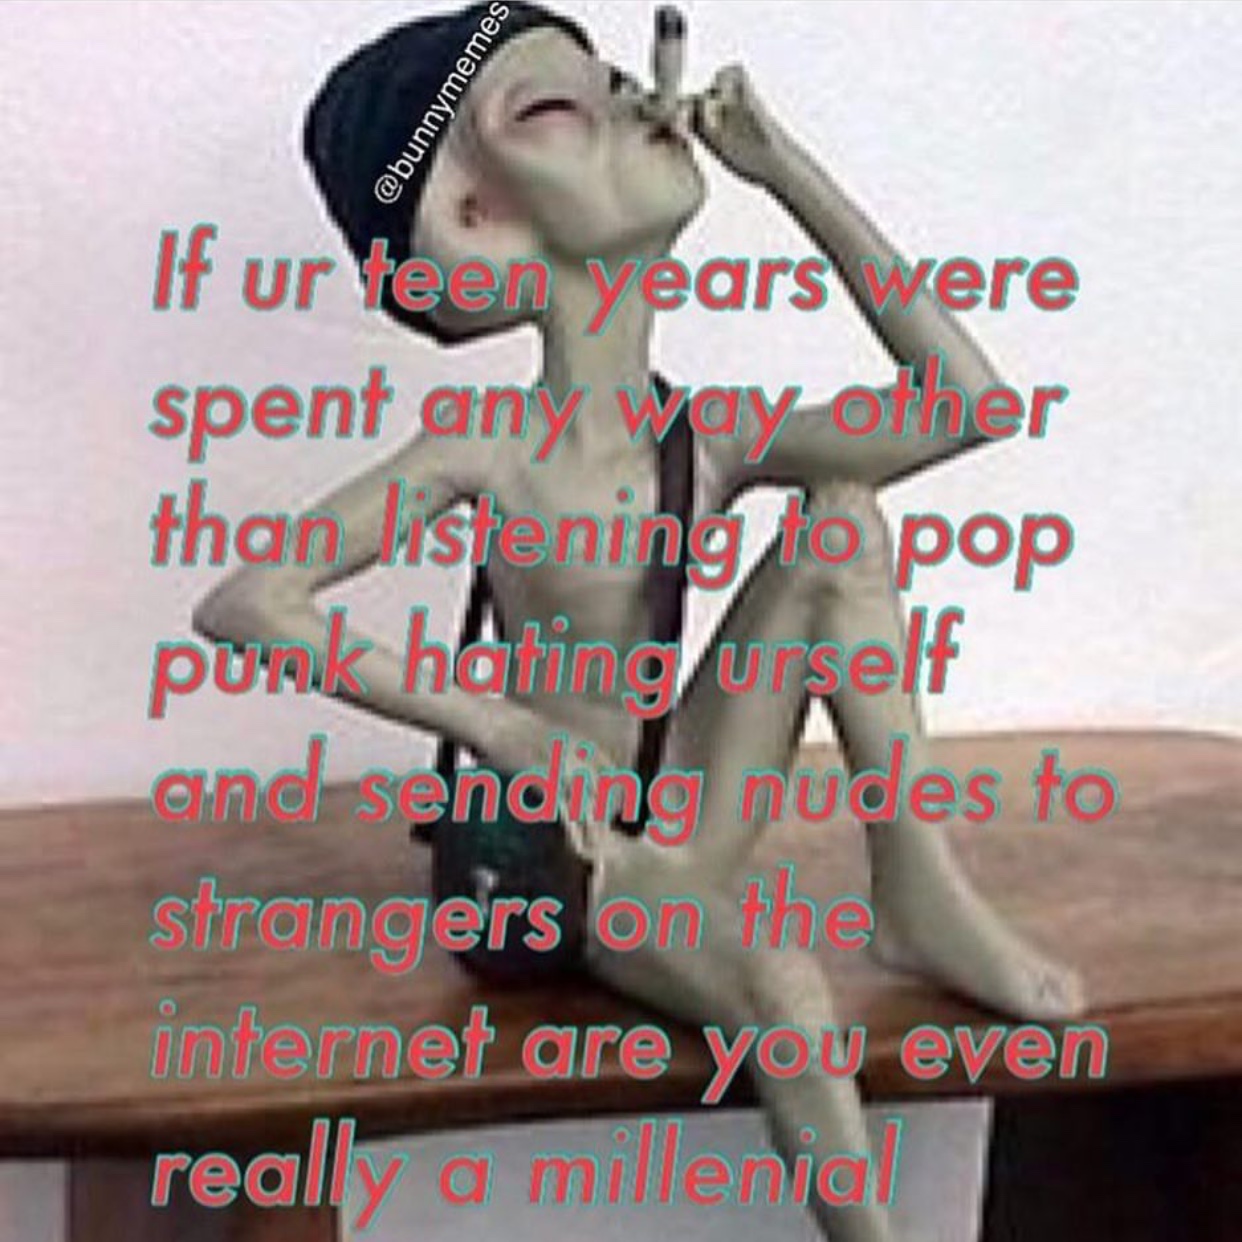 @bunnymemes
If ur teen years were
spent any way other
than listening to pop
punk hating urself
and sending nudes to
strangers on the
internet are you even
really a millenial